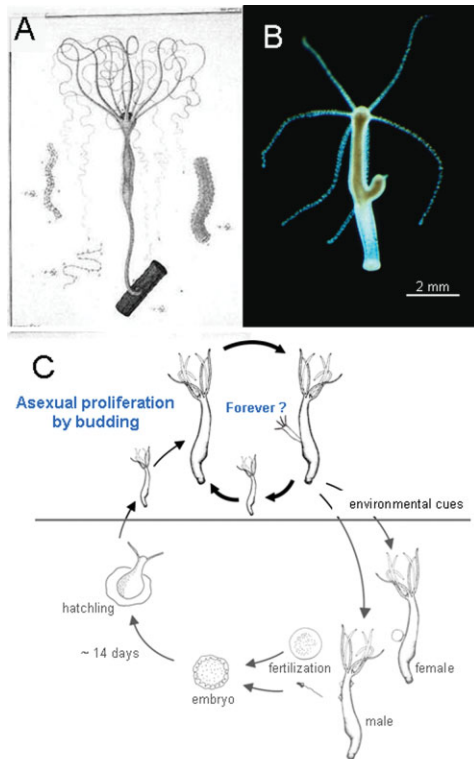 A
B
2 mm
C
Asexual proliferation
by budding
Forever ?
environmental cues
hatchling
~ 14 days
fertilization
embryo
female
male